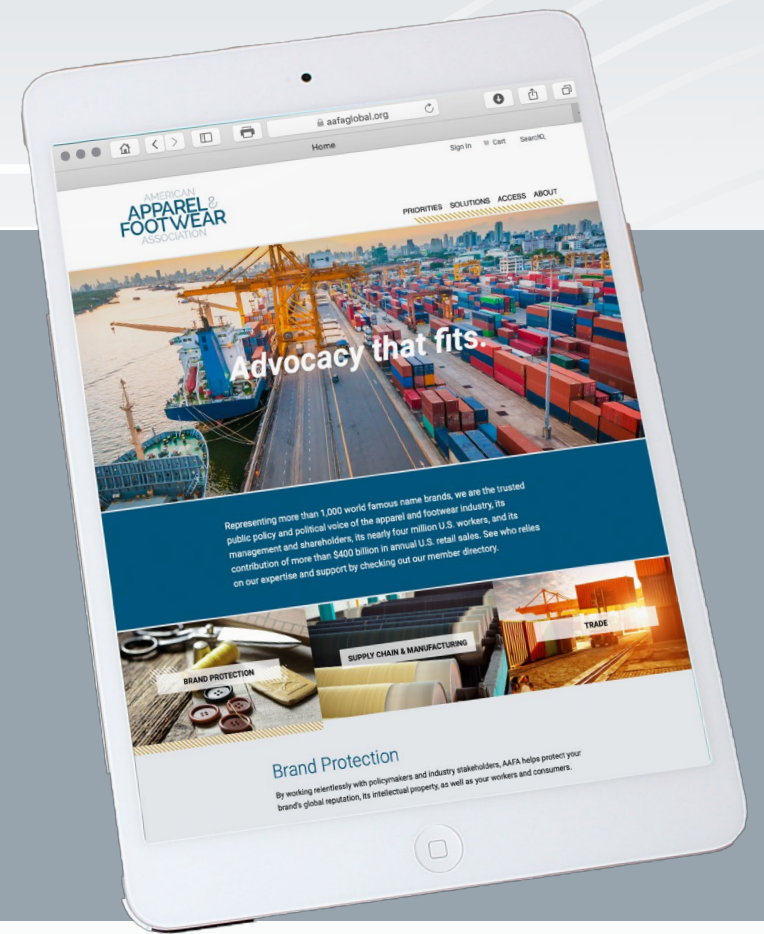 aafaglobal.org
Home
Sign In Cart Search
AMERICAN
APPAREL &
FOOTWEAR
ASSOCIATION
PRIORITIES SOLUTIONS ACCESS ABOUT
Advocacy that fits.
Representing more than 1,000 world famous name brands, we are the trusted
public policy and political voice of the apparel and footwear industry, its
management and shareholders, its nearly four million U.S. workers, and its
contribution of more than $400 billion in annual U.S. retail sales. See who relies
on our expertise and support by checking out our member directory.
BRAND PROTECTION
SUPPLY CHAIN & MANUFACTURING
TRADE
Brand Protection
By working relentlessly with policymakers and industry stakeholders, AAFA helps protect your
brand's global reputation, its intellectual property, as well as your workers and consumers.